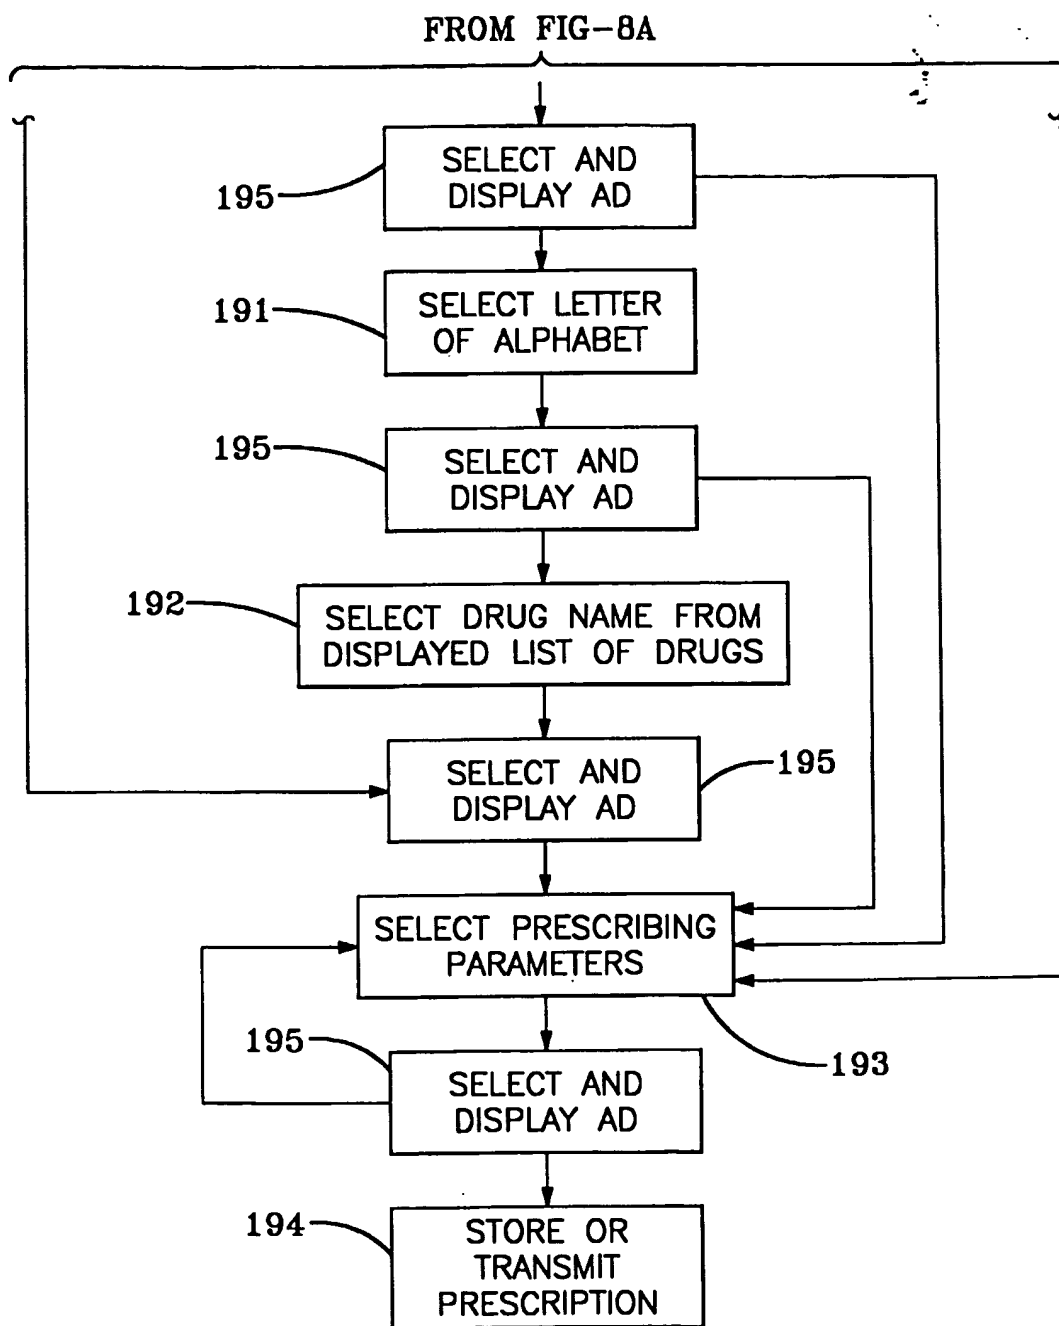 FROM FIG-8A
195
SELECT AND
DISPLAY AD
191
SELECT LETTER
OF ALPHABET
195
SELECT AND
DISPLAY AD
192
SELECT DRUG NAME FROM
DISPLAYED LIST OF DRUGS
SELECT AND
DISPLAY AD
195
SELECT PRESCRIBING
PARAMETERS
193
195
SELECT AND
DISPLAY AD
194
STORE OR
TRANSMIT
PRESCRIPTION